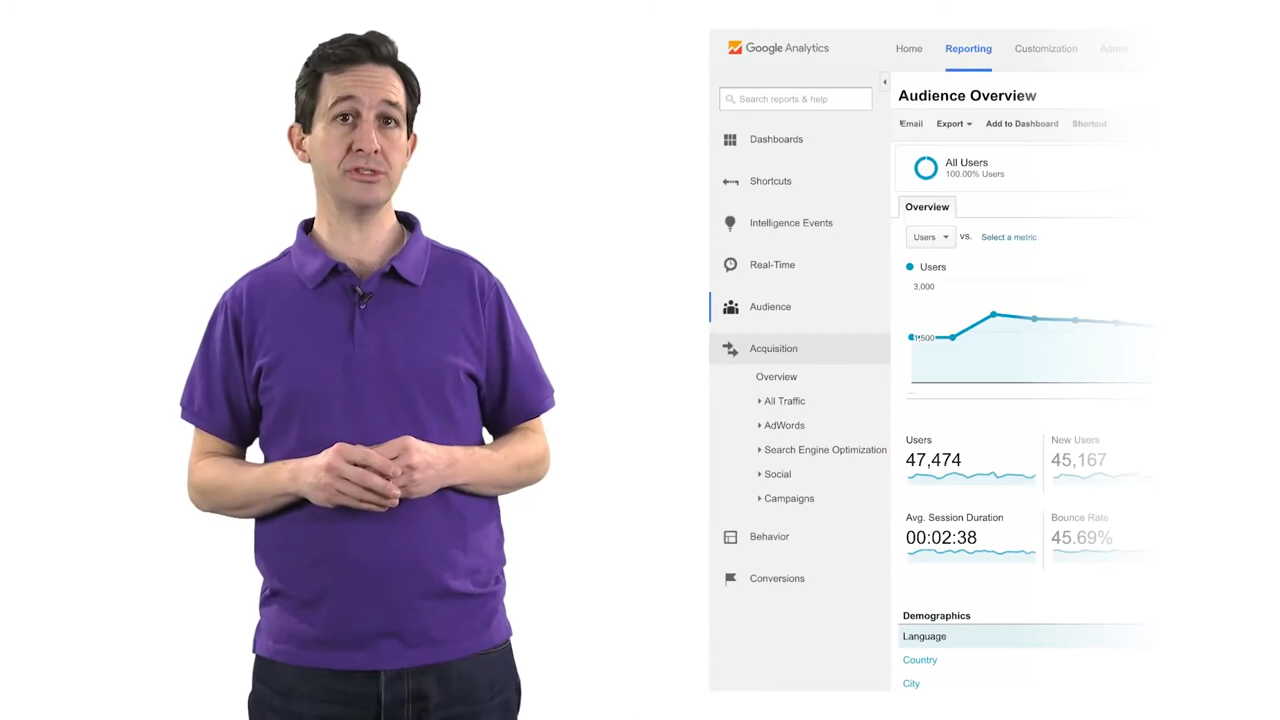 Google Analytics
Home Reporting Customization Admin
Search reports & help
Dashboards
Shortcuts
Intelligence Events
Real-Time
Audience
Acquisition
Overview
All Traffic
AdWords
Search Engine Optimization
Social
Campaigns
Behavior
Conversions
Audience Overview
Email Export Add to Dashboard Shortcut
All Users
100.00% Users
Overview
Users vs. Select a metric
Users
3,000
1,500
...
Users
47,474
New Users
45,167
Avg. Session Duration
00:02:38
Bounce Rate
45.69%
Demographics
Language
Country
City